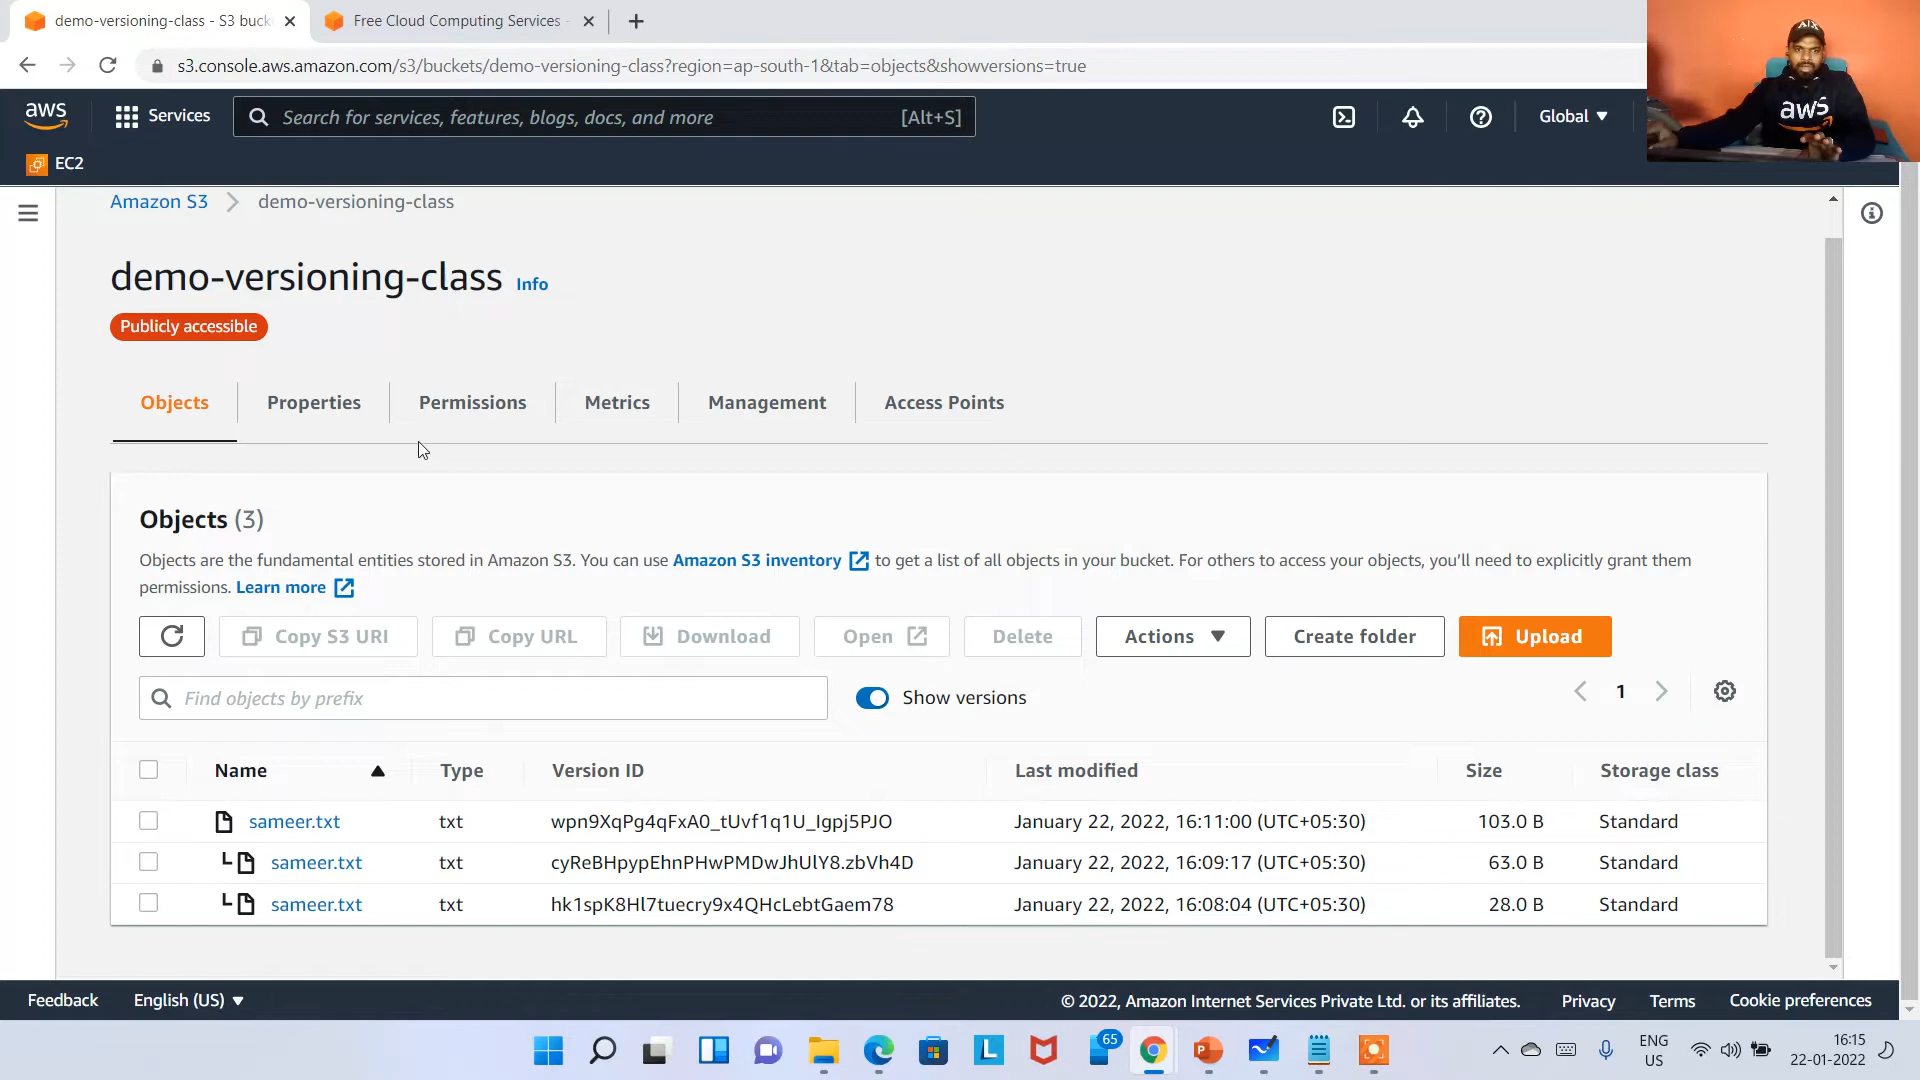 demo-versioning-class - S3 buck
Free Cloud Computing Services -
s3.console.aws.amazon.com/s3/buckets/demo-versioning-class?region=ap-south-1&tab=objects&showversions=true
aws
Services
Search for services, features, blogs, docs, and more
[Alt+S]
Global
aws
EC2
Amazon S3
demo-versioning-class
demo-versioning-class
Info
Publicly accessible
Objects
Properties
Permissions
Metrics
Management
Access Points
Objects (3)
Objects are the fundamental entities stored in Amazon S3. You can use Amazon S3 inventory to get a list of all objects in your bucket. For others to access your objects, you'll need to explicitly grant them
permissions. Learn more
Copy S3 URI
Copy URL
Download
Open
Delete
Actions
Create folder
Upload
Find objects by prefix
Show versions
1
Name Type Version ID Last modified Size Storage class
sameer.txt txt wpn9XqPg4qFxA0_tUvf1q1U_Igpj5PJO January 22, 2022, 16:11:00 (UTC+05:30) 103.0 B Standard
sameer.txt txt cyReBHpypEhnPHwPMDwJhUlY8.zbVh4D January 22, 2022, 16:09:17 (UTC+05:30) 63.0 B Standard
sameer.txt txt hk1spK8Hl7tuecry9x4QHcLebtGaem78 January 22, 2022, 16:08:04 (UTC+05:30) 28.0 B Standard
Feedback
English (US)
© 2022, Amazon Internet Services Private Ltd. or its affiliates.
Privacy
Terms
Cookie preferences
L
65
ENG
US
16:15
22-01-2022